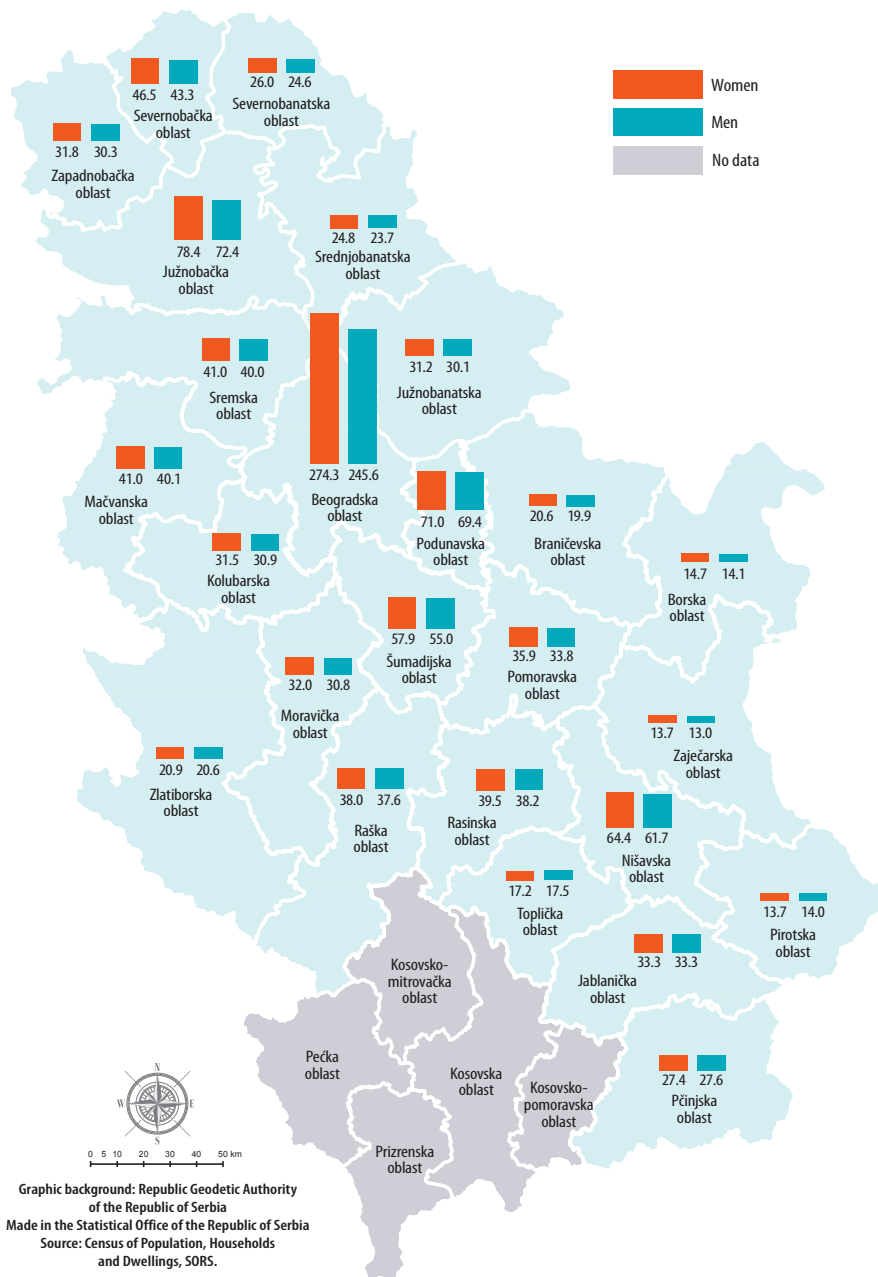 Women
Men
No data
46.5 43.3
Severnobačka
oblast
26.0 24.6
Severnobanatska
oblast
31.8 30.3
Zapadnobačka
oblast
78.4 72.4
Južnobačka
oblast
24.8 23.7
Srednjobanatska
oblast
41.0 40.0
Sremska
oblast
274.3 245.6
Beogradska
oblast
31.2 30.1
Južnobanatska
oblast
41.0 40.1
Mačvanska
oblast
71.0 69.4
Podunavska
oblast
20.6 19.9
Braničevska
oblast
31.5 30.9
Kolubarska
oblast
14.7 14.1
Borska
oblast
57.9 55.0
Šumadijska
oblast
35.9 33.8
Pomoravska
oblast
32.0 30.8
Moravička
oblast
13.7 13.0
Zaječarska
oblast
20.9 20.6
Zlatiborska
oblast
38.0 37.6
Raška
oblast
39.5 38.2
Rasinska
oblast
64.4 61.7
Nišavska
oblast
17.2 17.5
Toplička
oblast
13.7 14.0
Pirotska
oblast
33.3 33.3
Jablanička
oblast
Kosovsko-
mitrovačka
oblast
Pećka
oblast
Kosovska
oblast
Kosovsko-
pomoravska
oblast
27.4 27.6
Pčinjska
oblast
Prizrenska
oblast
N
W E
S
0 5 10 20 30 40 50 km
Graphic background: Republic Geodetic Authority
of the Republic of Serbia
Made in the Statistical Office of the Republic of Serbia
Source: Census of Population, Households
and Dwellings, SORS.